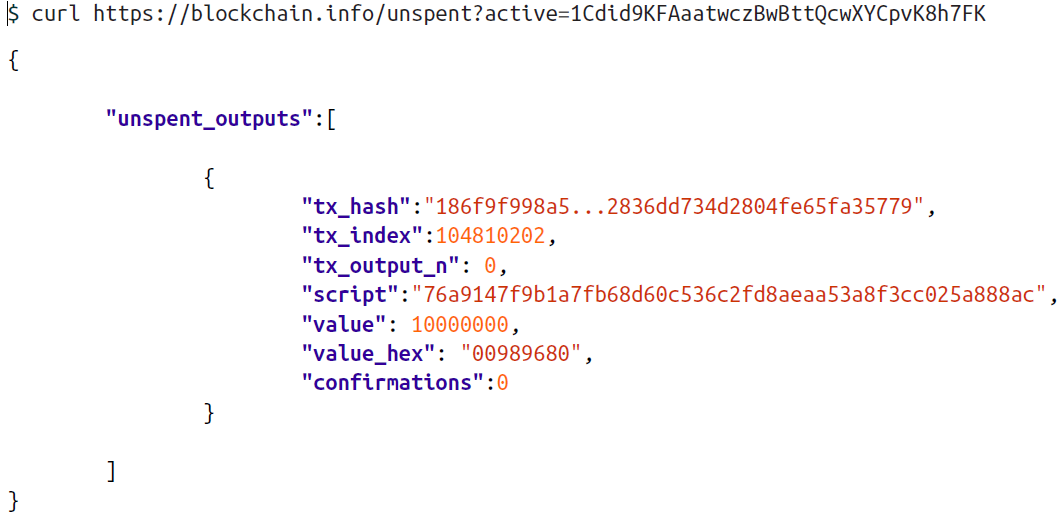 $ curl https://blockchain.info/unspent?active=1Cdid9KFAaatwczBwBttQcwXYCpvK8h7FK
{
"unspent_outputs":[
{
"tx_hash":"186f9f998a5...2836dd734d2804fe65fa35779",
"tx_index":104810202,
"tx_output_n": 0,
"script":"76a9147f9b1a7fb68d60c536c2fd8aeaa53a8f3cc025a888ac",
"value": 10000000,
"value_hex": "00989680",
"confirmations":0
}
]
}